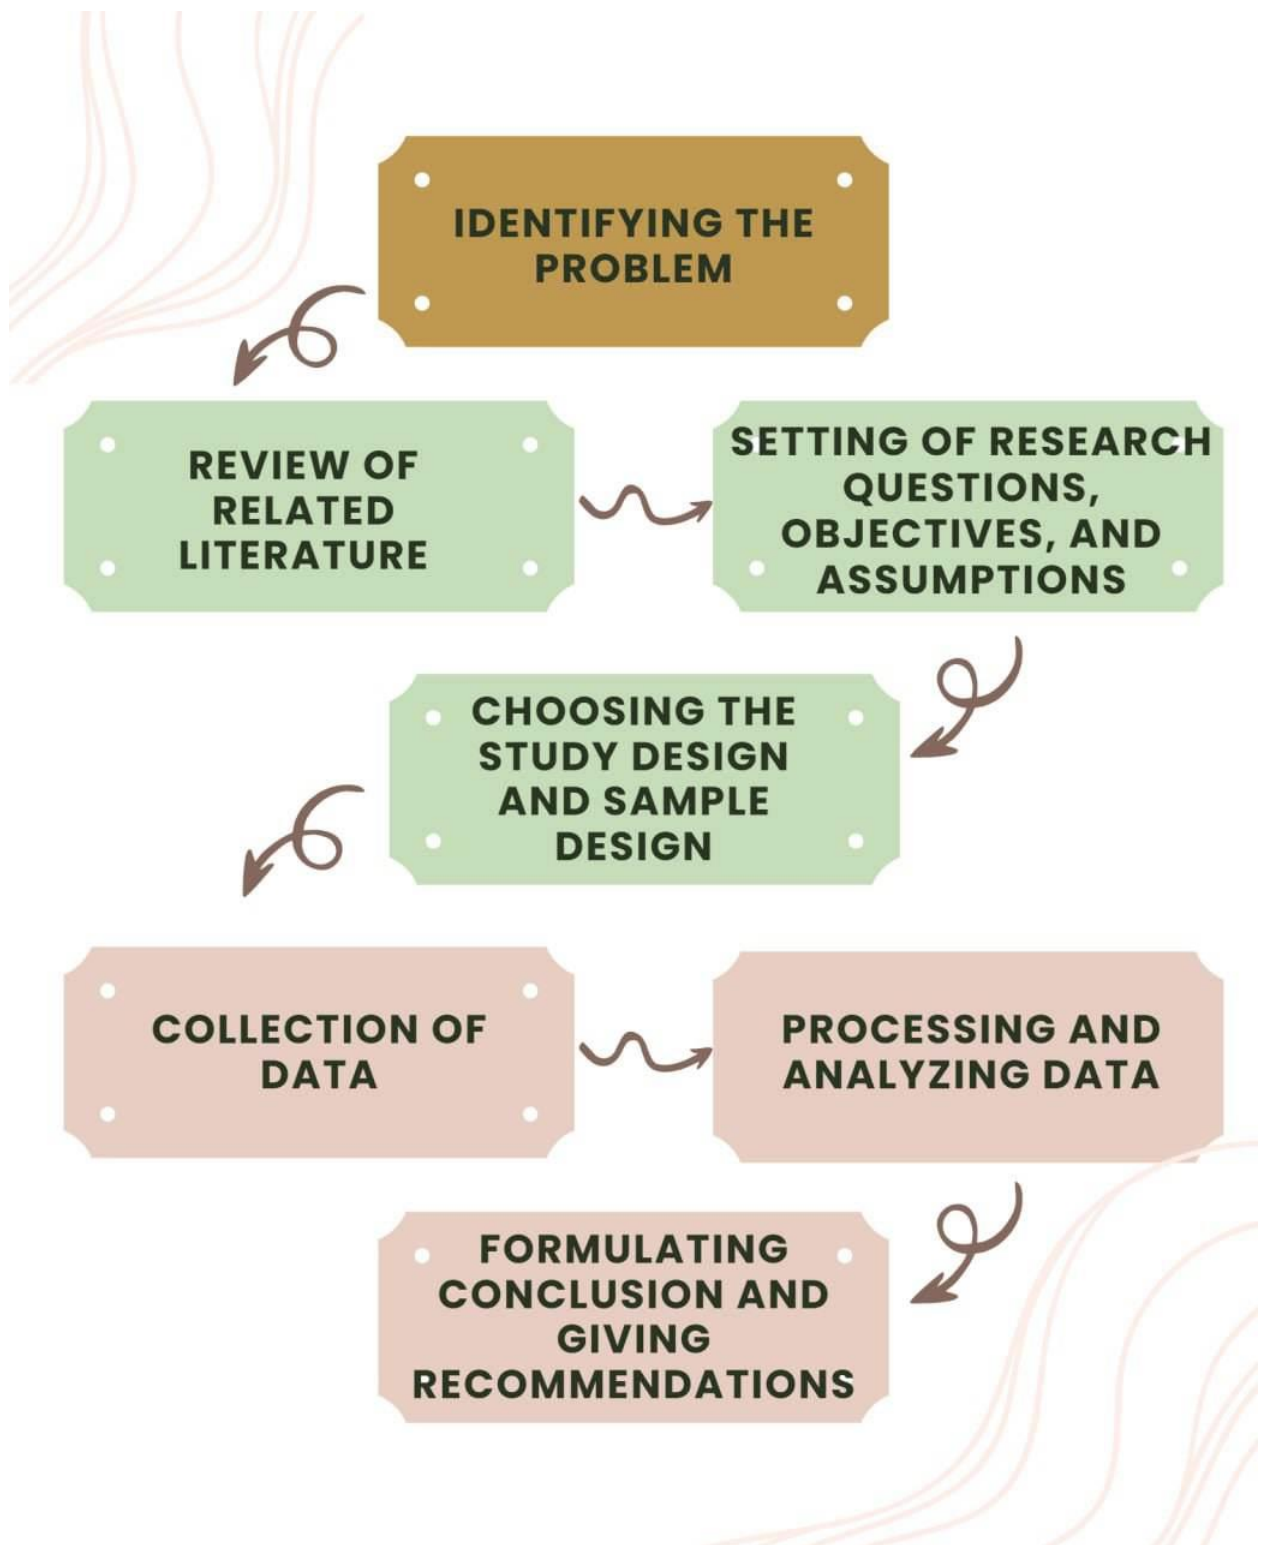 IDENTIFYING THE
PROBLEM
REVIEW OF
RELATED
LITERATURE
SETTING OF RESEARCH
QUESTIONS,
OBJECTIVES, AND
ASSUMPTIONS
CHOOSING THE
STUDY DESIGN
AND SAMPLE
DESIGN
COLLECTION OF
DATA
PROCESSING AND
ANALYZING DATA
FORMULATING
CONCLUSION AND
GIVING
RECOMMENDATIONS